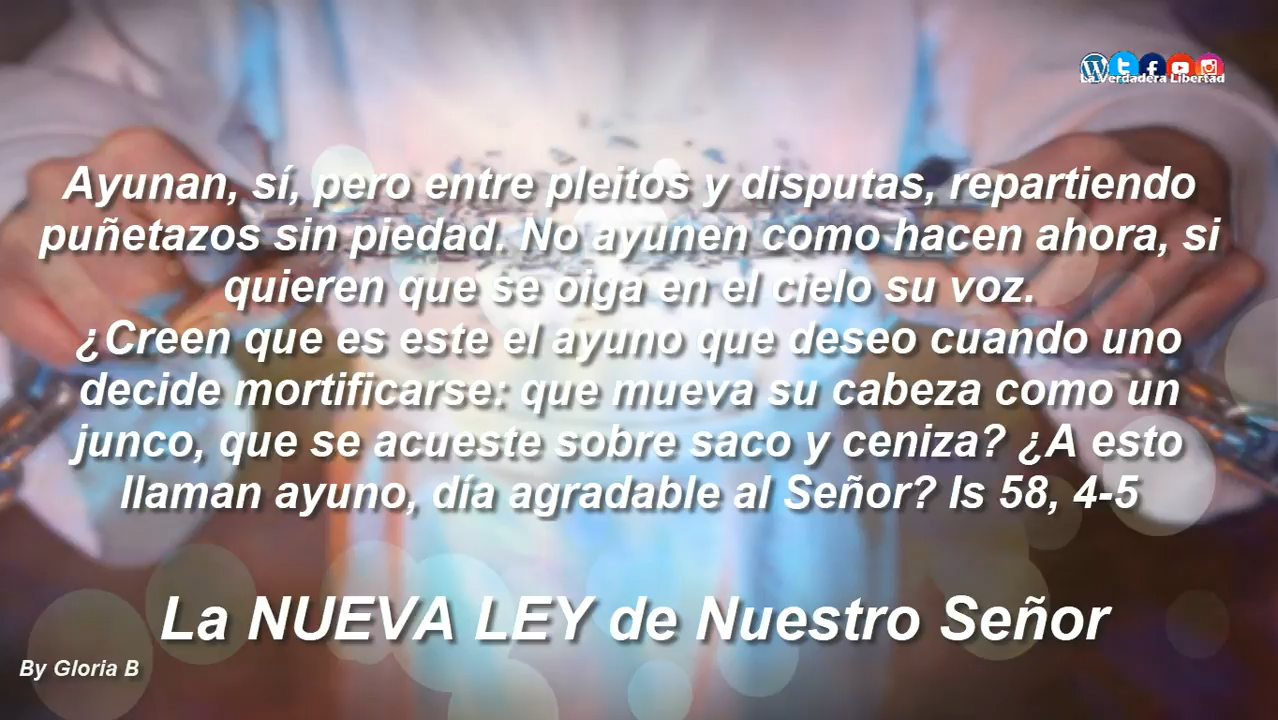 La Verdadera Libertad
Ayunan, sí, pero entre pleitos y disputas, repartiendo
puñetazos sin piedad. No ayunen como hacen ahora, si
quieren que se oiga en el cielo su voz.
¿Creen que es este el ayuno que deseo cuando uno
decide mortificarse: que mueva su cabeza como un
junco, que se acueste sobre saco y ceniza? ¿A esto
llaman ayuno, día agradable al Señor? Is 58, 4-5
La NUEVA LEY de Nuestro Señor
By Gloria B